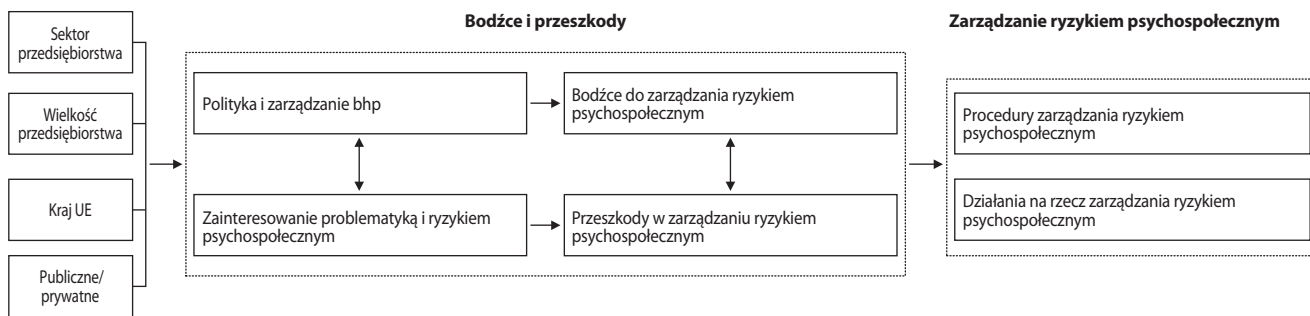 Bodźce i przeszkody
Zarządzanie ryzykiem psychospołecznym
Sektor
przedsiębiorstwa
Wielkość
przedsiębiorstwa
Kraj UE
Publiczne/
prywatne
Polityka i zarządzanie bhp
Bodźce do zarządzania ryzykiem
psychospołecznym
Zainteresowanie problematyką i ryzykiem
psychospołecznym
Przeszkody w zarządzaniu ryzykiem
psychospołecznym
Procedury zarządzania ryzykiem
psychospołecznym
Działania na rzecz zarządzania ryzykiem
psychospołecznym